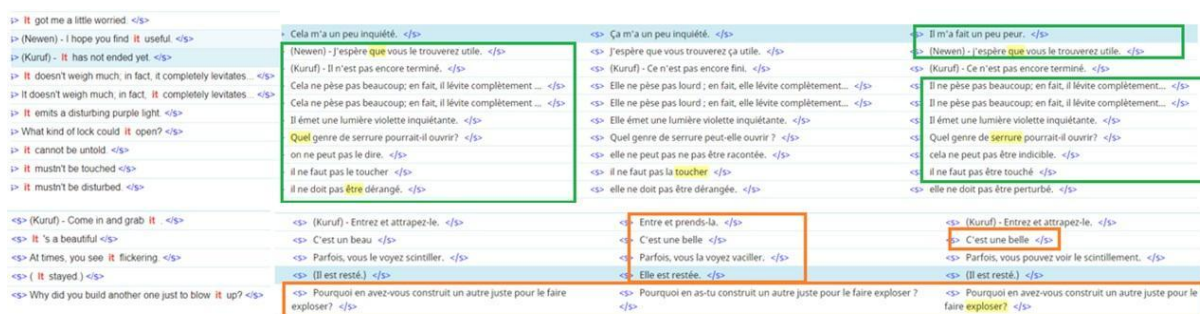 > It got me a little worried. </s>
> (Newen) - I hope you find it useful. </s>
> (Kuruf) - It has not ended yet. </s>
> It doesn't weigh much; in fact, it completely levitates... </s>
> It doesn't weigh much; in fact, it completely levitates... </s>
> It emits a disturbing purple light. </s>
> What kind of lock could it open? </s>
> it cannot be untold. </s>
> it mustn't be touched </s>
> it mustn't be disturbed. </s>
Cela m'a un peu inquiété. </s>
(Newen) - J'espère que vous le trouverez utile. </s>
(Kuruf) - Il n'est pas encore terminé. </s>
Cela ne pèse pas beaucoup; en fait, il lévite complètement ... </s>
Cela ne pèse pas beaucoup; en fait, il lévite complètement ... </s>
Il émet une lumière violette inquiétante. </s>
Quel genre de serrure pourrait-il ouvrir? </s>
on ne peut pas le dire. </s>
il ne faut pas le toucher </s>
il ne doit pas être dérangé. </s>
<s> Ça m'a un peu inquiété. </s>
<s> J'espère que vous trouverez ça utile. </s>
<s> (Kuruf) - Ce n'est pas encore fini. </s>
<s> Elle ne pèse pas lourd ; en fait, elle lévite complètement... </s>
<s> Elle ne pèse pas lourd ; en fait, elle lévite complètement... </s>
<s> Elle émet une lumière violette inquiétante. </s>
<s> Quel genre de serrure peut-elle ouvrir ? </s>
<s> elle ne peut pas ne pas être racontée. </s>
<s> il ne faut pas la toucher </s>
<s> elle ne doit pas être dérangée. </s>
<s> Il m'a fait un peu peur. </s>
<s> (Newen) - j'espère que vous le trouverez utile. </s>
<s> (Kuruf) - Ce n'est pas encore terminé. </s>
<s> Il ne pèse pas beaucoup; en fait, il lévite complètement... </s>
<s> Il ne pèse pas beaucoup; en fait, il lévite complètement... </s>
<s> Il émet une lumière violette inquiétante. </s>
<s> Quel genre de serrure pourrait-il ouvrir? </s>
<s> cela ne peut pas être indicible. </s>
<s> il ne faut pas être touché </s>
<s> elle ne doit pas être perturbé. </s>
<s> (Kuruf) - Come in and grab it . </s>
<s> It 's a beautiful </s>
<s> At times, you see it flickering. </s>
<s> ( It stayed.) </s>
<s> Why did you build another one just to blow it up? </s>
<s> (Kuruf) - Entrez et attrapez-le. </s>
<s> C'est un beau </s>
<s> Parfois, vous le voyez scintiller. </s>
<s> (Il est resté.) </s>
<s> Pourquoi en avez-vous construit un autre juste pour le faire
exploser? </s>
<s> Entre et prends-la. </s>
<s> C'est une belle </s>
<s> Parfois, vous la voyez vaciller. </s>
<s> Elle est restée. </s>
<s> Pourquoi en as-tu construit un autre juste pour le faire exploser ?
</s>
<s> (Kuruf) - Entrez et attrapez-le. </s>
<s> C'est une belle </s>
<s> Parfois, vous pouvez voir le scintillement. </s>
<s> (Il est resté.) </s>
<s> Pourquoi en avez-vous construit un autre juste pour le
faire exploser? </s>